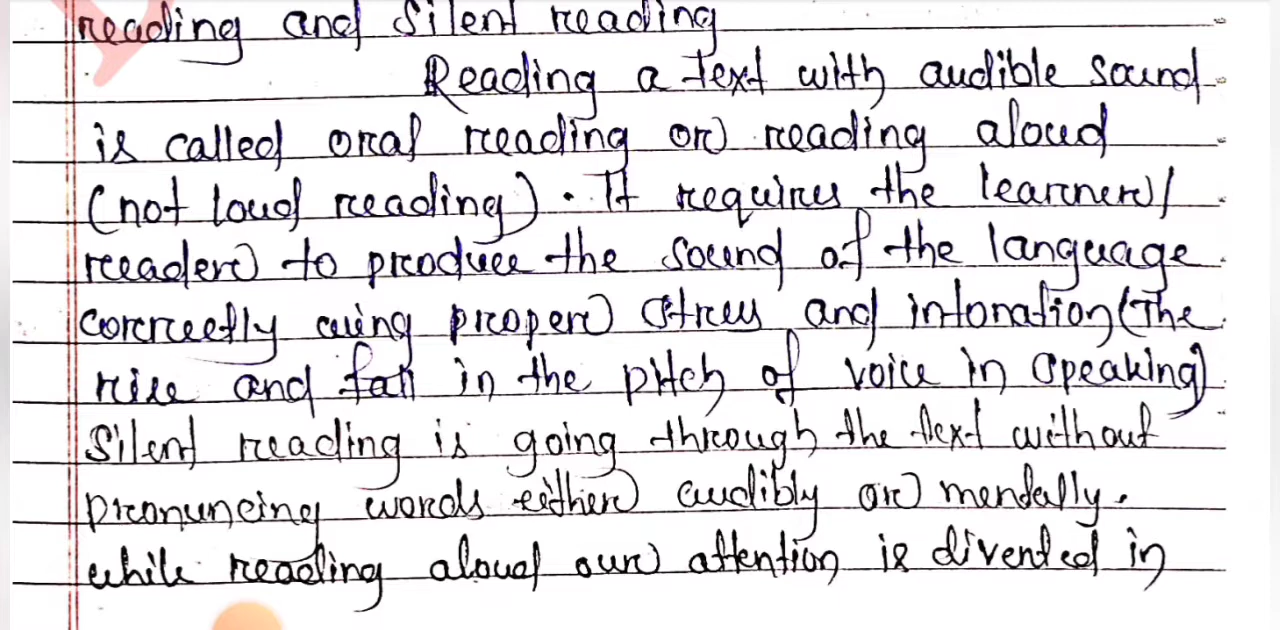 reading and Silent reading
Reading a text with audible sound
is called oral reading or reading aloud
(not loud reading). It requires the learner/
reader to produce the sound of the language
correctly using proper stress and intonation (The
rise and fall in the pitch of voice in speaking)
Silent reading is going through the text without
pronuncing words either audibly or mentally.
while reading aloud our attention is diverted in